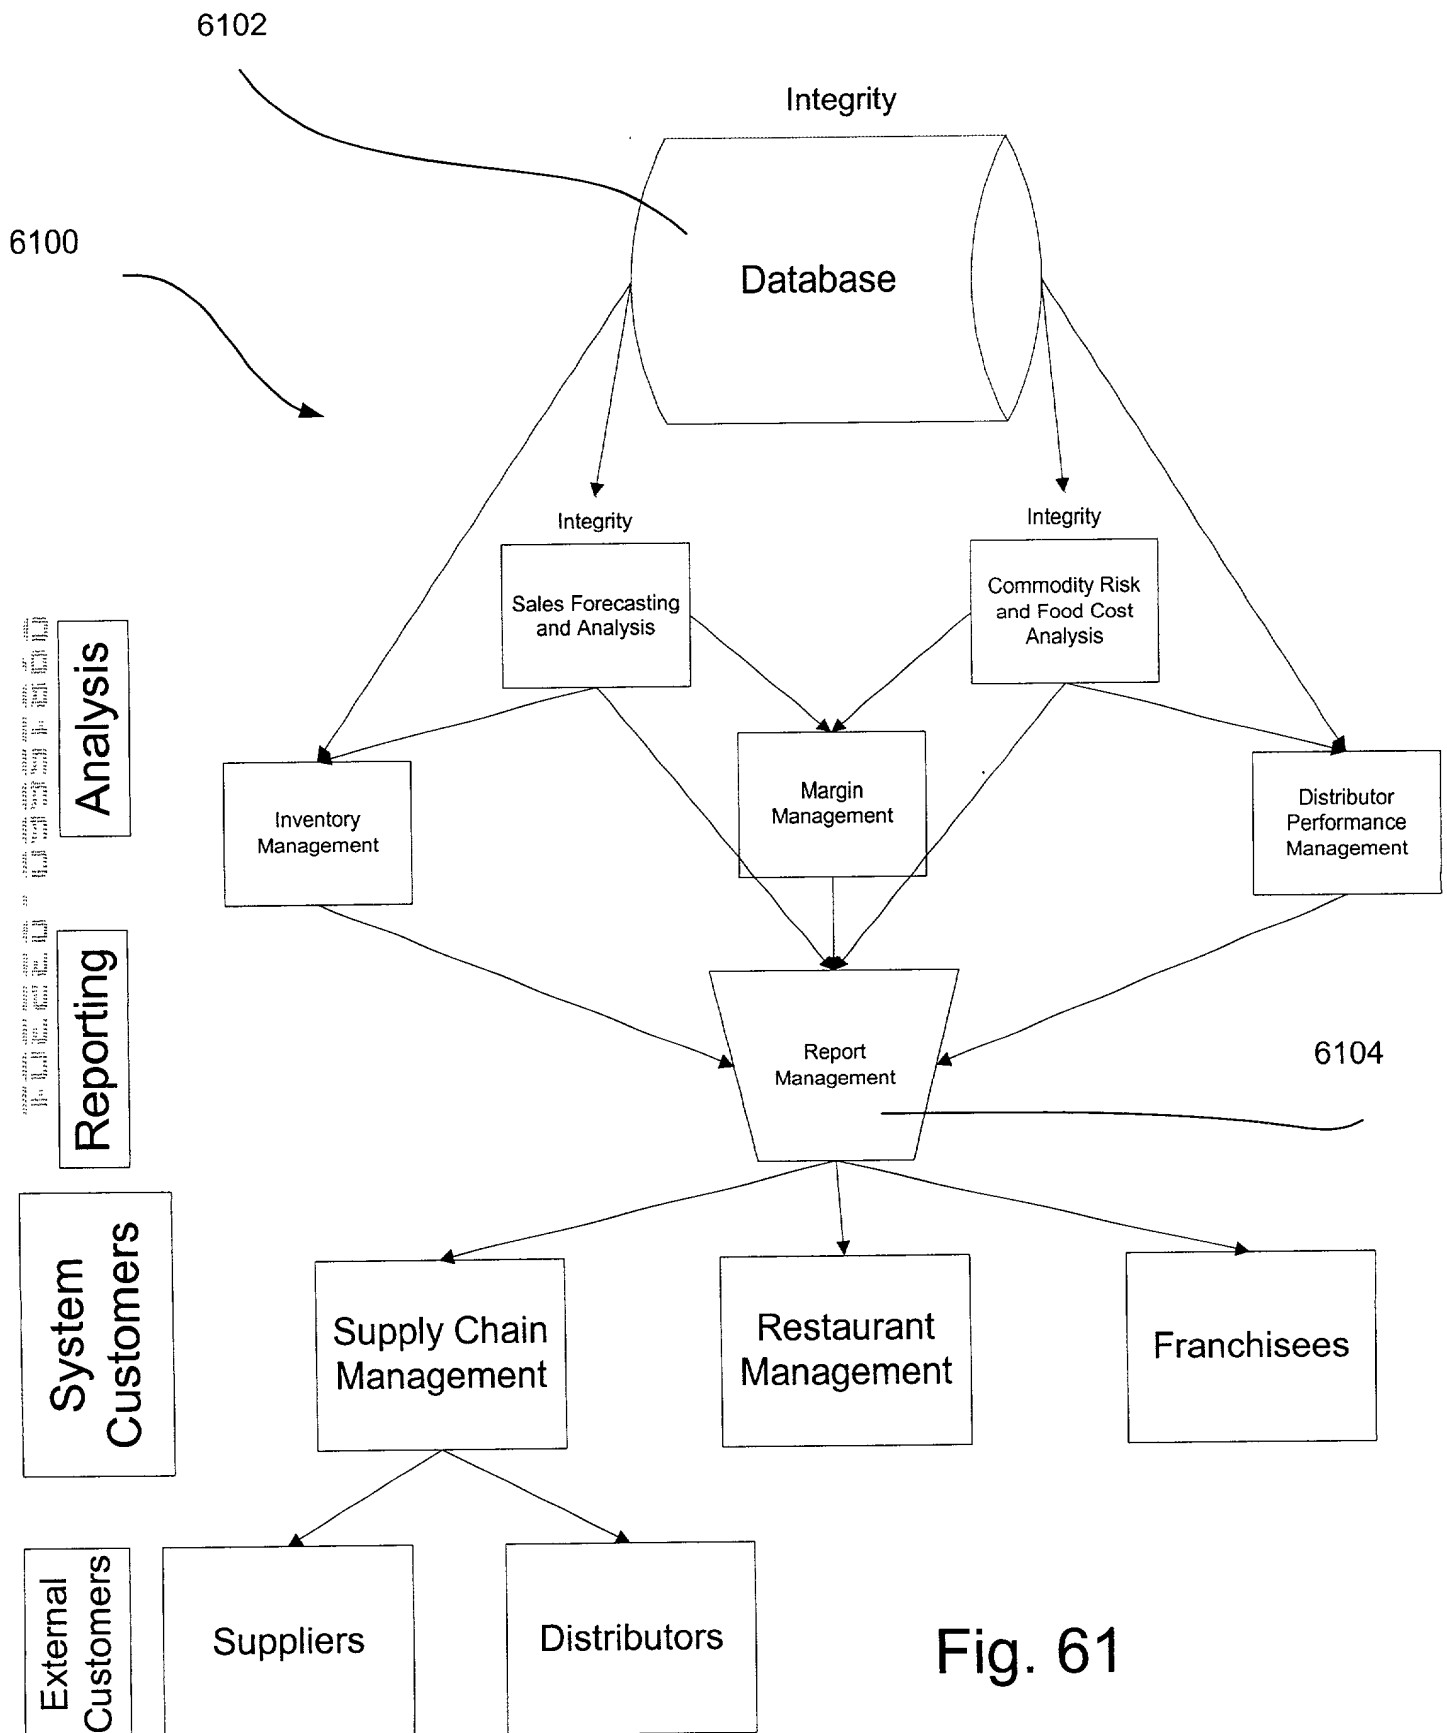 6102
Integrity
6100
Database
Integrity
Integrity
Sales Forecasting
and Analysis
Commodity Risk
and Food Cost
Analysis
Analysis
Inventory
Management
Margin
Management
Distributor
Performance
Management
Reporting
Report
Management
6104
System
Customers
Supply Chain
Management
Restaurant
Management
Franchisees
External
Customers
Suppliers
Distributors
Fig. 61